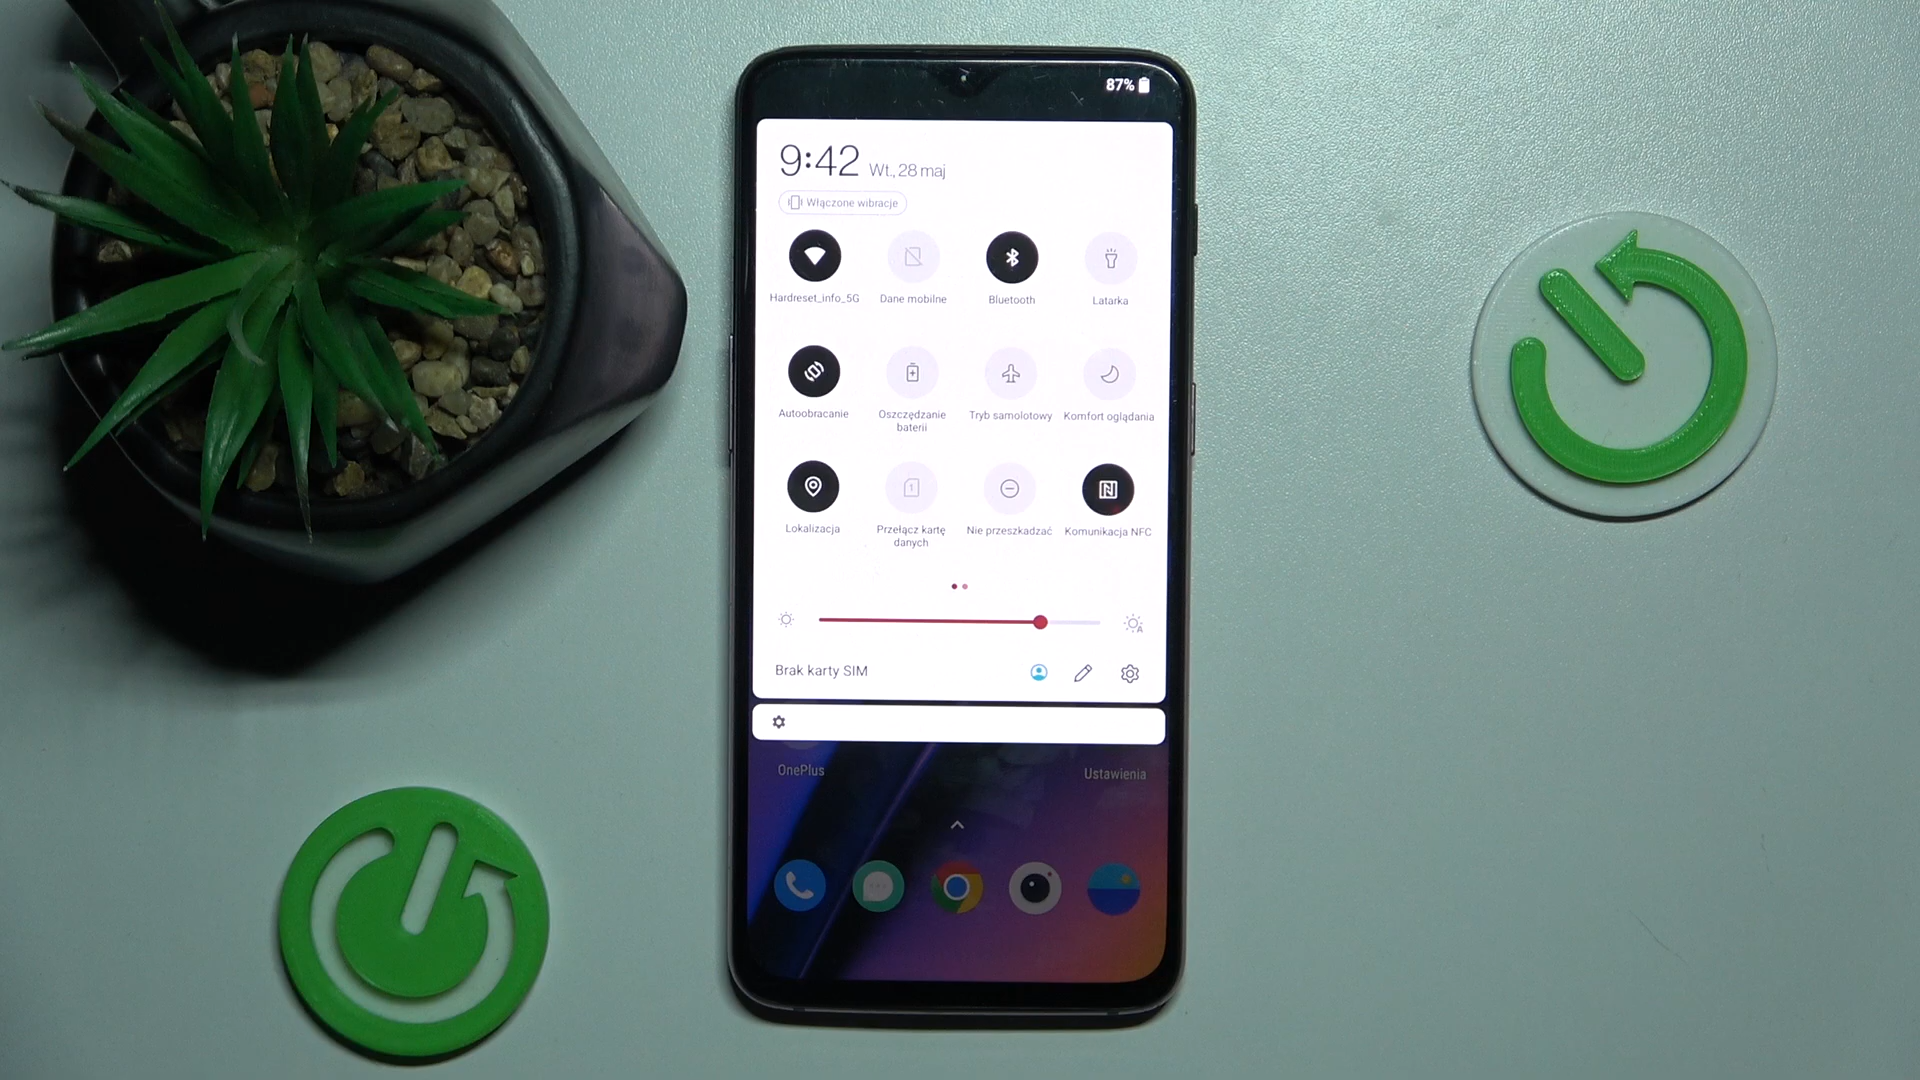 87%
9:42 Wt., 28 maj
Włączone wibracje
Hardreset_info_5G Dane mobilne Bluetooth Latarka
Autoobracanie Oszczędzanie baterii Tryb samolotowy Komfort oglądania
Lokalizacja Przełącz kartę danych Nie przeszkadzać Komunikacja NFC
Brak karty SIM
OnePlus Ustawienia